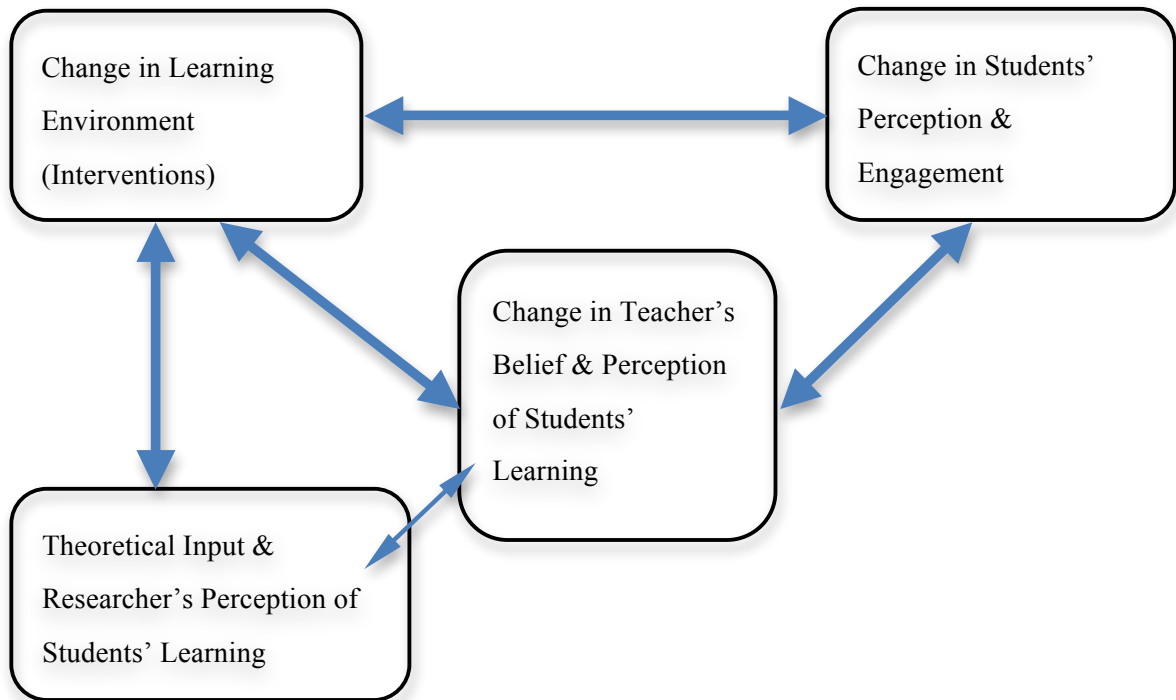 Change in Learning
Environment
(Interventions)
Change in Students’
Perception &
Engagement
Change in Teacher’s
Belief & Perception
of Students’
Learning
Theoretical Input &
Researcher’s Perception of
Students’ Learning